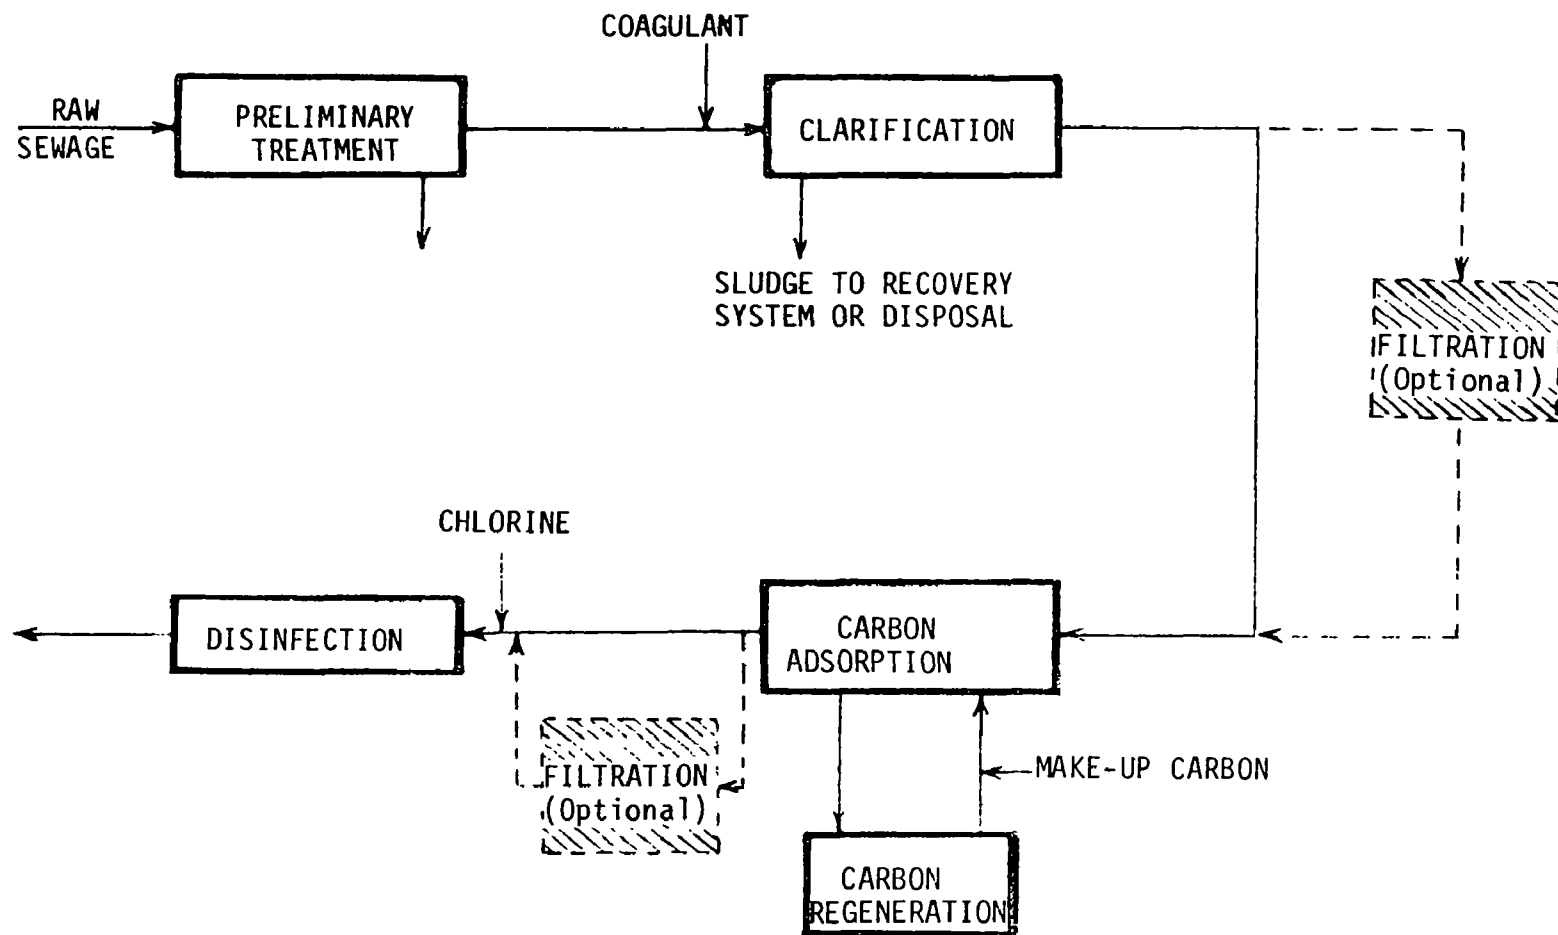 COAGULANT
RAW
SEWAGE
PRELIMINARY
TREATMENT
CLARIFICATION
SLUDGE TO RECOVERY
SYSTEM OR DISPOSAL
FILTRATION
(Optional)
CHLORINE
DISINFECTION
CARBON
ADSORPTION
FILTRATION
(Optional)
MAKE-UP CARBON
CARBON
REGENERATION